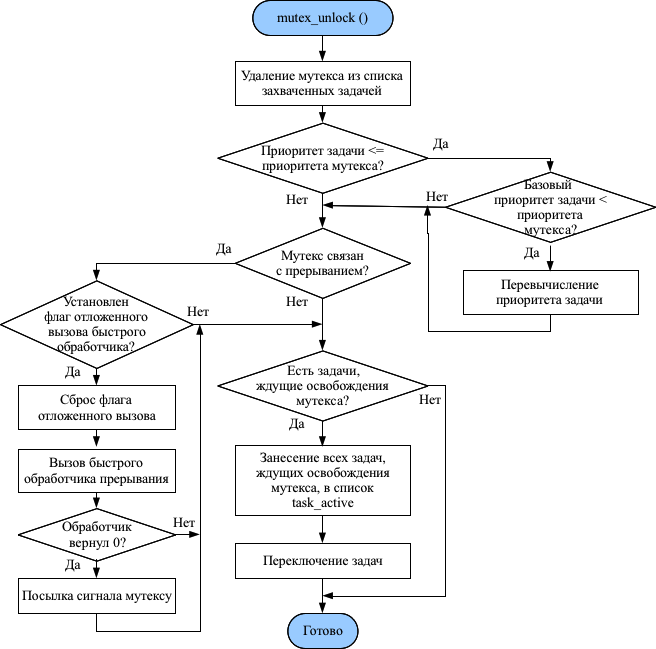 mutex_unlock ()
Удаление мутекса из списка
захваченных задачей
Приоритет задачи <=
приоритета мутекса?
Да
Нет
Базовый
приоритет задачи <
приоритета
мутекса?
Нет
Да
Перевычисление
приоритета задачи
Мутекс связан
с прерыванием?
Да
Нет
Установлен
флаг отложенного
вызова быстрого
обработчика?
Нет
Да
Сброс флага
отложенного вызова
Вызов быстрого
обработчика прерывания
Обработчик
вернул 0?
Нет
Да
Посылка сигнала мутексу
Есть задачи,
ждущие освобождения
мутекса?
Нет
Да
Занесение всех задач,
ждущих освобождения
мутекса, в список
task_active
Переключение задач
Готово